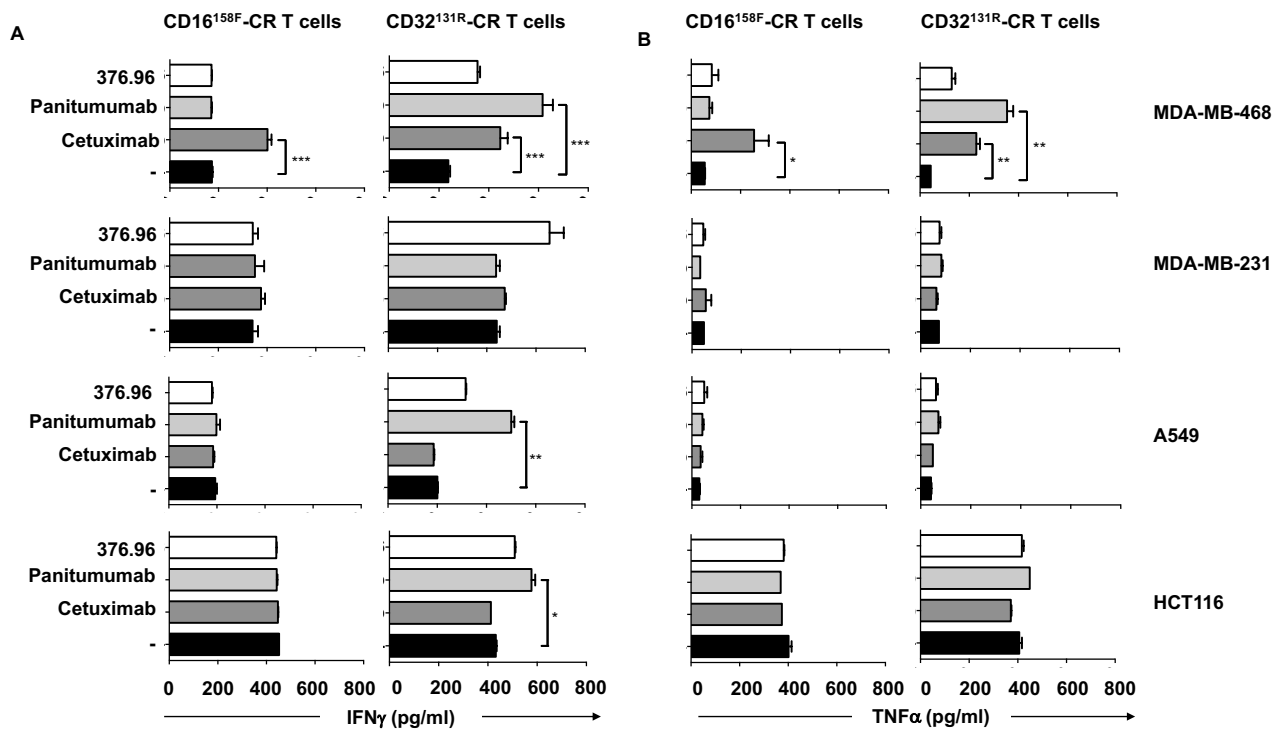 CD16¹⁵⁸ᶠ-CR T cells CD32¹³¹ᴿ-CR T cells CD16¹⁵⁸ᶠ-CR T cells CD32¹³¹ᴿ-CR T cells
A B
376.96
Panitumumab
Cetuximab
-
*** *** *** * ** **
MDA-MB-468
376.96
Panitumumab
Cetuximab
-
MDA-MB-231
376.96
Panitumumab
Cetuximab
-
**
A549
376.96
Panitumumab
Cetuximab
-
*
HCT116
0 200 400 600 800 0 200 400 600 800 0 200 400 600 800 0 200 400 600 800
IFNγ (pg/ml) TNFα (pg/ml)